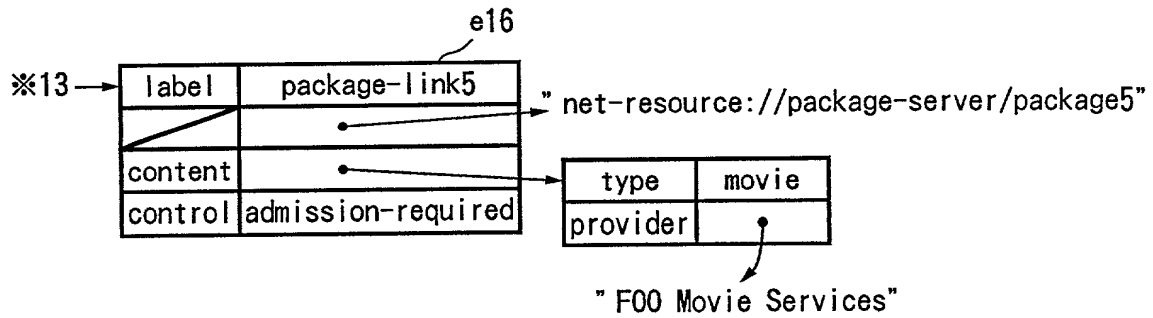 e16
※13
label package-link5
"net-resource://package-server/package5"
content
type movie
control admission-required
provider
"FOO Movie Services"